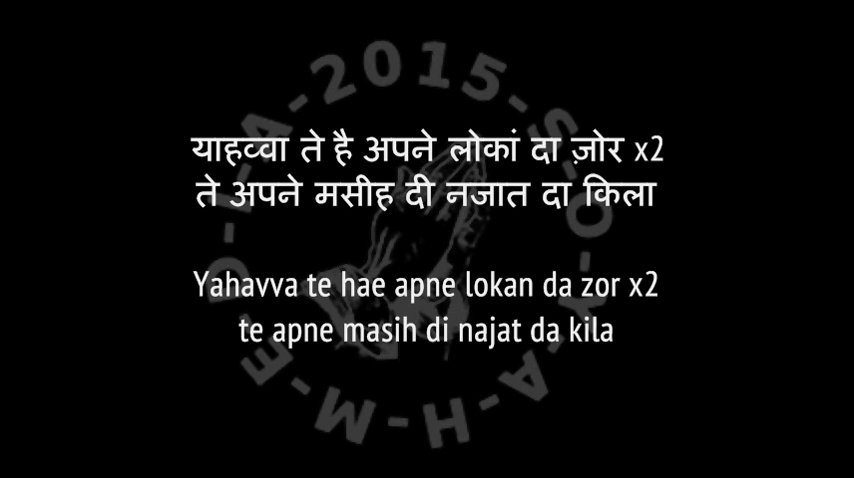 याहव्वा ते है अपने लोकां दा ज़ोर x2
ते अपने मसीह दी नजात दा किला
Yahavva te hae apne lokan da zor x2
te apne masih di najat da kila
S-O-Y-A-H-M-E-D-I-A-2015-